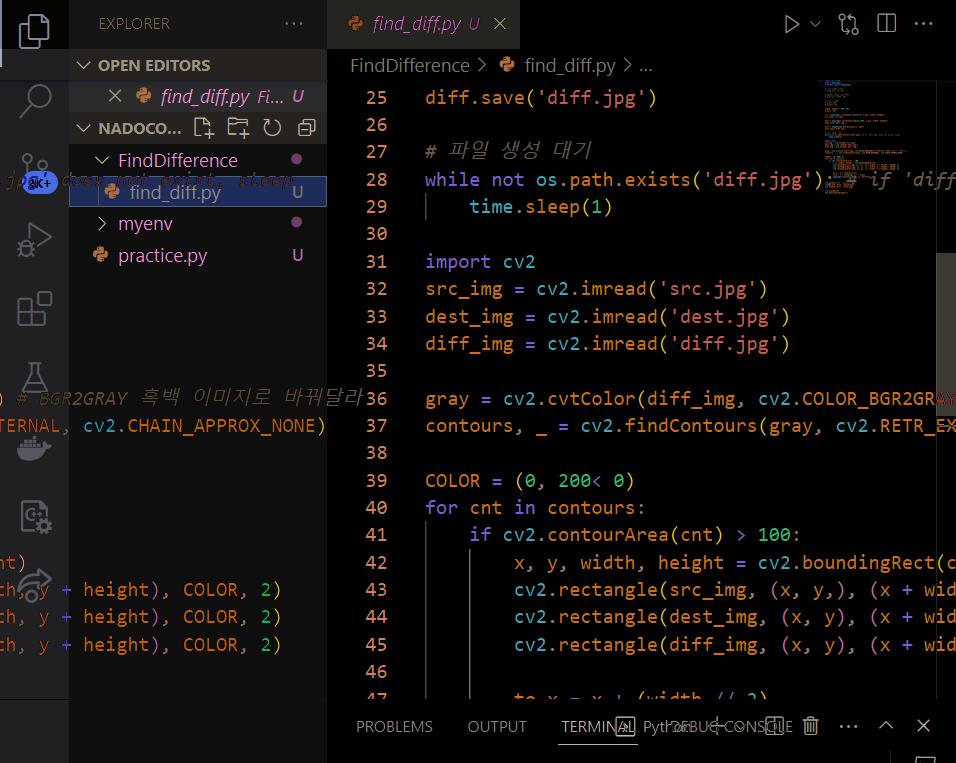 EXPLORER
OPEN EDITORS
find_diff.py Fi... U
NADOCO...
FindDifference
find_diff.py U
myenv
practice.py U
9K+
find_diff.py U
FindDifference > find_diff.py > ...
25 diff.save('diff.jpg')
26
27 # 파일 생성 대기
28 while not os.path.exists('diff.jpg'): # if 'diff
.jpg' does not exist, sleep
29 time.sleep(1)
30
31 import cv2
32 src_img = cv2.imread('src.jpg')
33 dest_img = cv2.imread('dest.jpg')
34 diff_img = cv2.imread('diff.jpg')
35
36 gray = cv2.cvtColor(diff_img, cv2.COLOR_BGR2GRAY
) # BGR2GRAY 흑백 이미지로 바꿔달라
37 contours, _ = cv2.findContours(gray, cv2.RETR_EX
TERNAL, cv2.CHAIN_APPROX_NONE)
38
39 COLOR = (0, 200< 0)
40 for cnt in contours:
41 if cv2.contourArea(cnt) > 100:
42 x, y, width, height = cv2.boundingRect(c
nt)
43 cv2.rectangle(src_img, (x, y,), (x + wid
th, y + height), COLOR, 2)
44 cv2.rectangle(dest_img, (x, y), (x + wid
th, y + height), COLOR, 2)
45 cv2.rectangle(diff_img, (x, y), (x + wid
th, y + height), COLOR, 2)
46
47 to_x = x + (width // 2)
PROBLEMS OUTPUT TERMINAL Python DEBUG CONSOLE